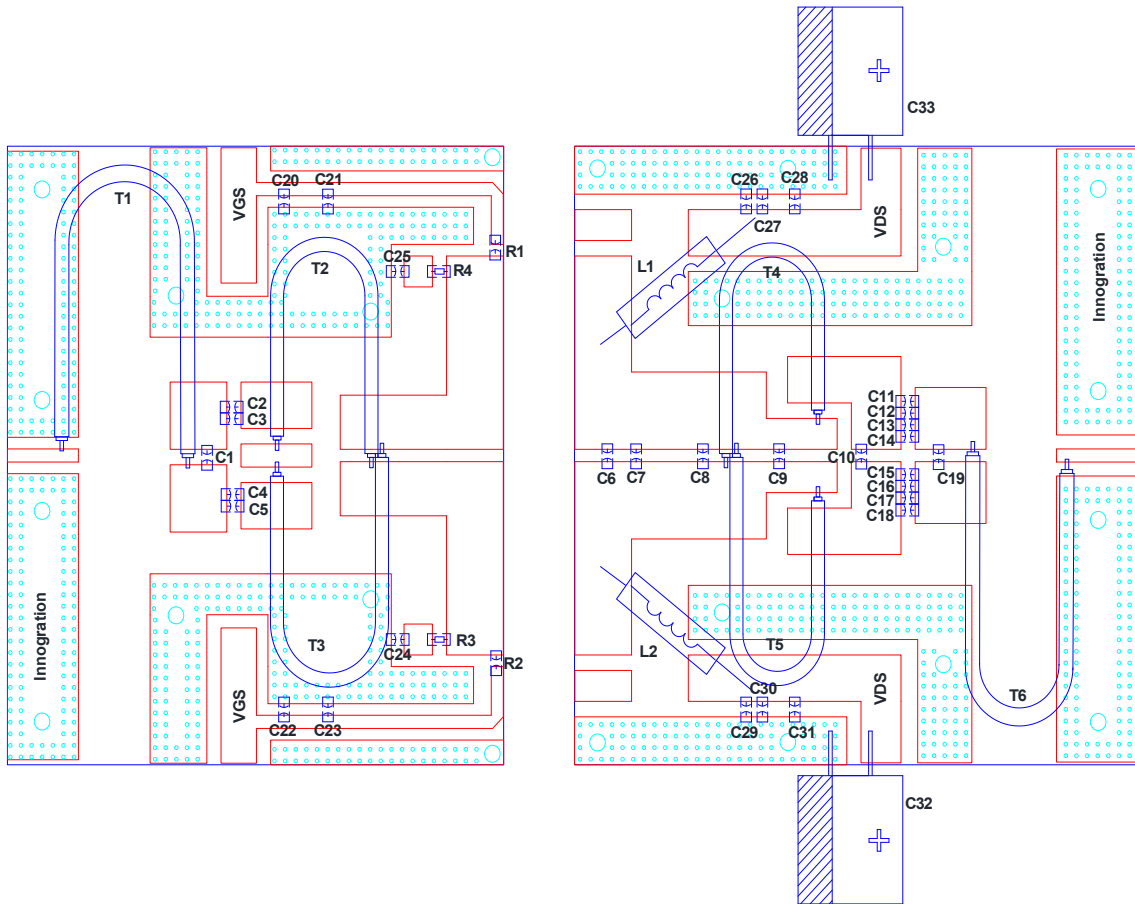 C33
T1
C20
C21
VGS
C26
C28
C27
VDS
R1
L1
T2
C25
R4
T4
Innogration
C2
C3
C1
C4
C5
C11
C12
C13
C14
C10
C6
C7
C8
C9
C15
C16
C17
C18
C19
Innogration
T3
C24
R3
R2
L2
T5
VGS
VDS
T6
C22
C23
C30
C29
C31
C32